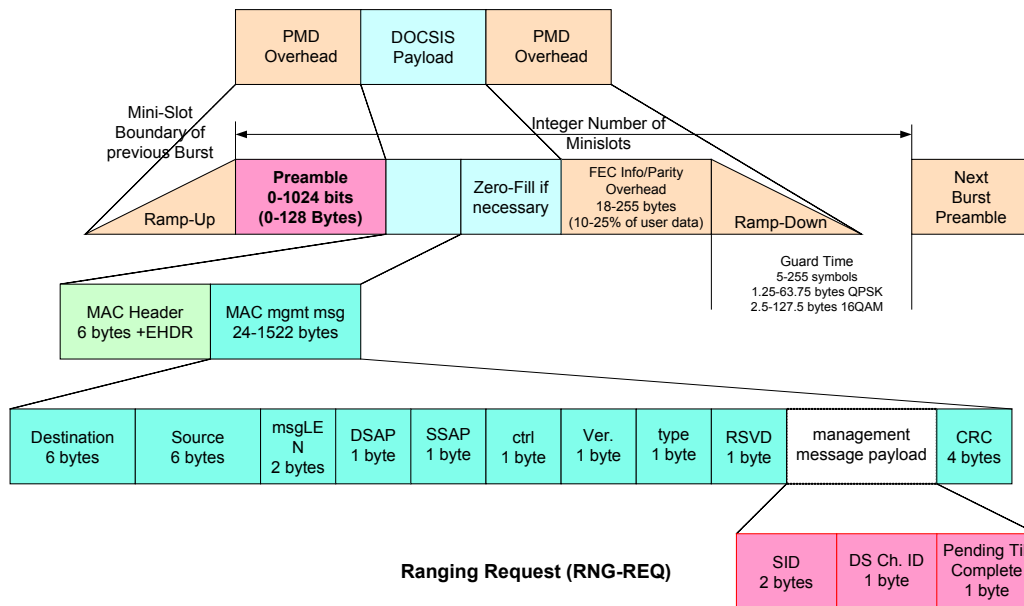 PMD
Overhead
DOCSIS
Payload
PMD
Overhead
Mini-Slot
Boundary of
previous Burst
Integer Number of
Minislots
Ramp-Up
Preamble
0-1024 bits
(0-128 Bytes)
Zero-Fill if
necessary
FEC Info/Parity
Overhead
18-255 bytes
(10-25% of user data)
Ramp-Down
Next
Burst
Preamble
Guard Time
5-255 symbols
1.25-63.75 bytes QPSK
2.5-127.5 bytes 16QAM
MAC Header
6 bytes +EHDR
MAC mgmt msg
24-1522 bytes
Destination
6 bytes
Source
6 bytes
msgLE
N
2 bytes
DSAP
1 byte
SSAP
1 byte
ctrl
1 byte
Ver.
1 byte
type
1 byte
RSVD
1 byte
management
message payload
CRC
4 bytes
SID
2 bytes
DS Ch. ID
1 byte
Pending Ti
Complete
1 byte
Ranging Request (RNG-REQ)